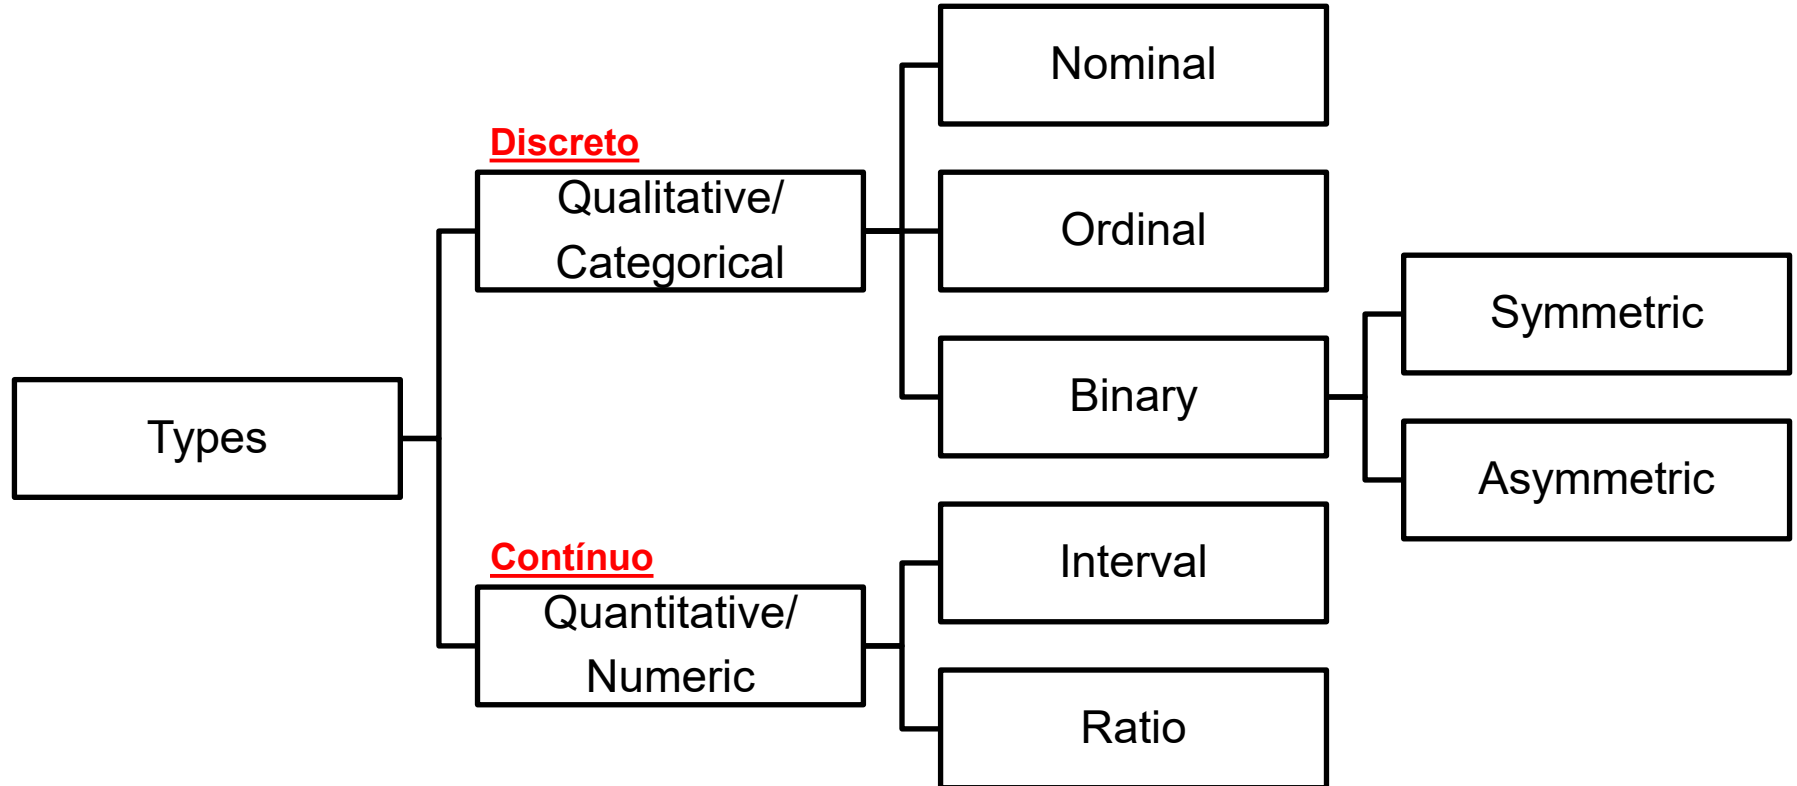 Types
Discreto
Qualitative/
Categorical
Nominal
Ordinal
Binary
Symmetric
Asymmetric
Contínuo
Quantitative/
Numeric
Interval
Ratio